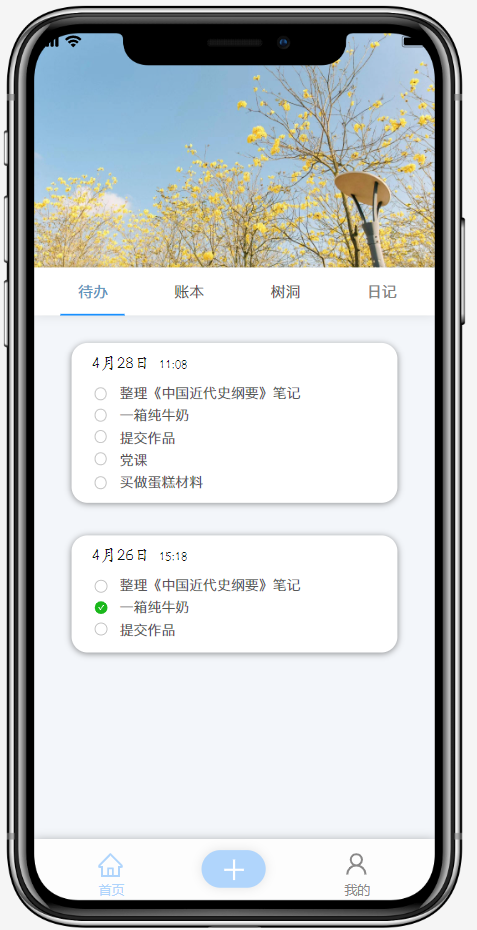 待办
账本
树洞
日记
4月28日 11:08
整理《中国近代史纲要》笔记
一箱纯牛奶
提交作品
党课
买做蛋糕材料
4月26日 15:18
整理《中国近代史纲要》笔记
一箱纯牛奶
提交作品
首页
我的